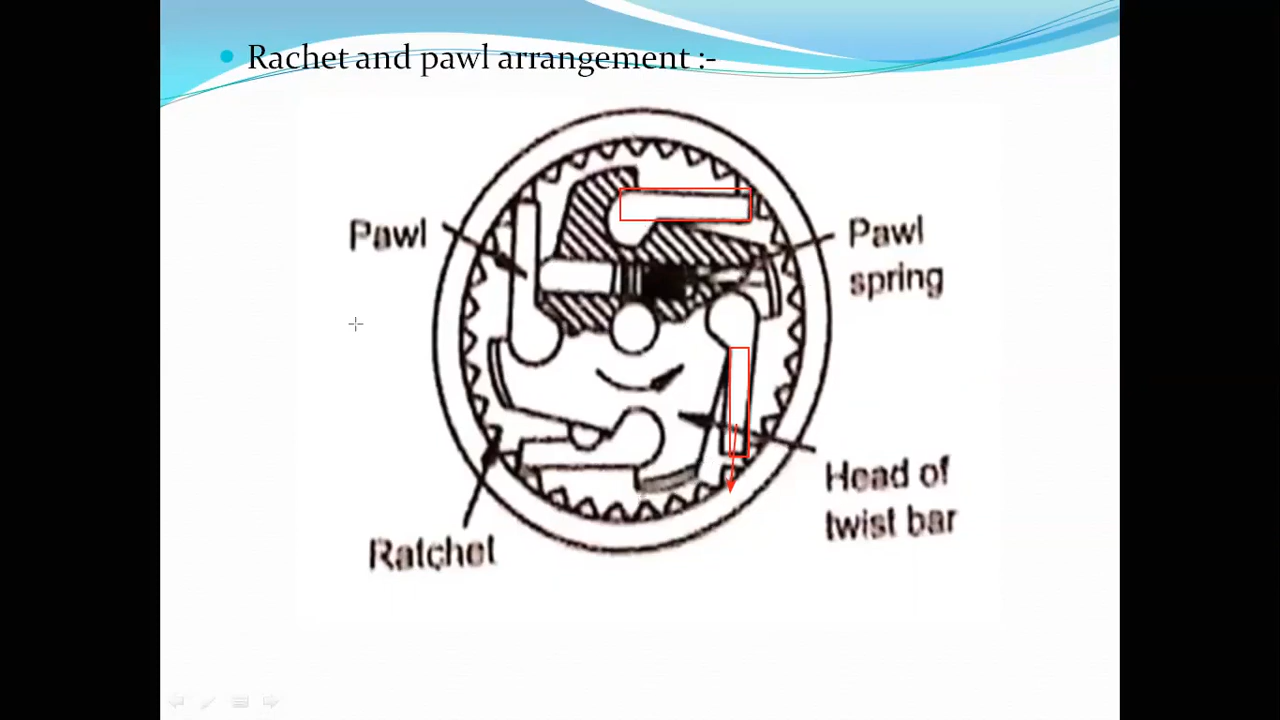 Rachet and pawl arrangement :-
Pawl
Pawl
spring
Head of
twist bar
Ratchet